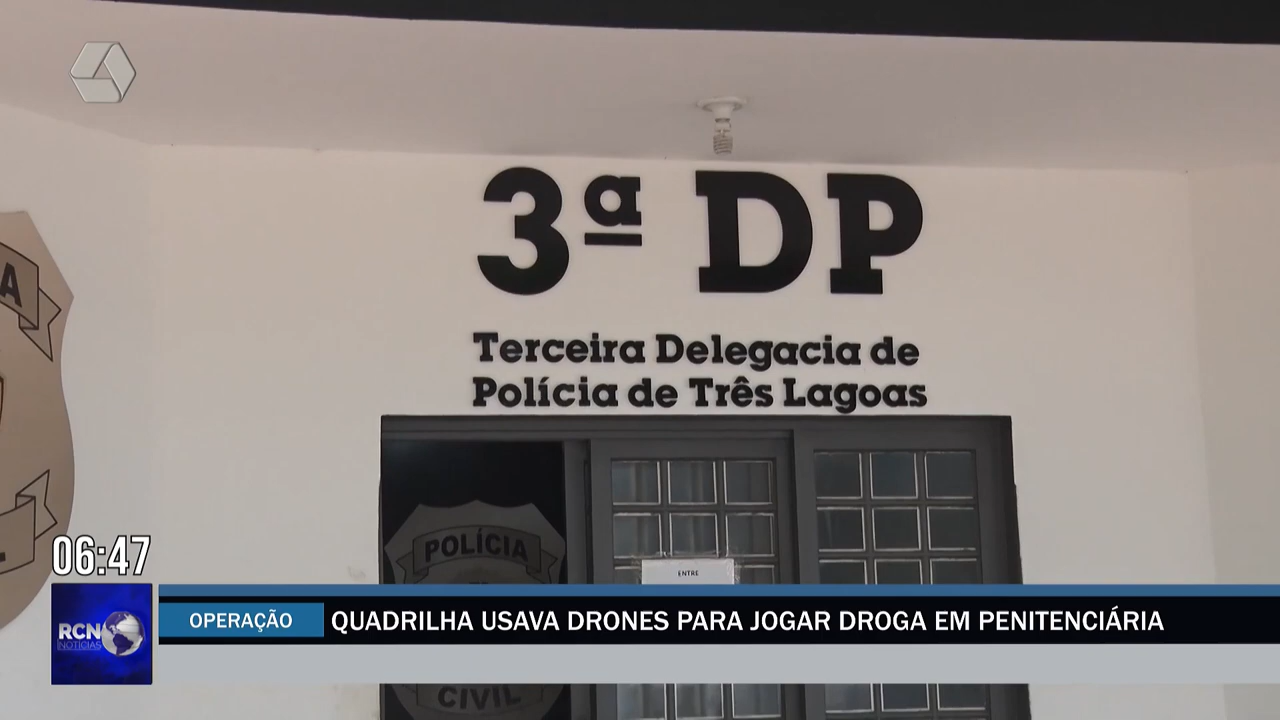 3ª DP
Terceira Delegacia de
Polícia de Três Lagoas
A
POLÍCIA
ENTRE
06:47
OPERAÇÃO
QUADRILHA USAVA DRONES PARA JOGAR DROGA EM PENITENCIÁRIA
RCN
NOTÍCIAS
CIVIL